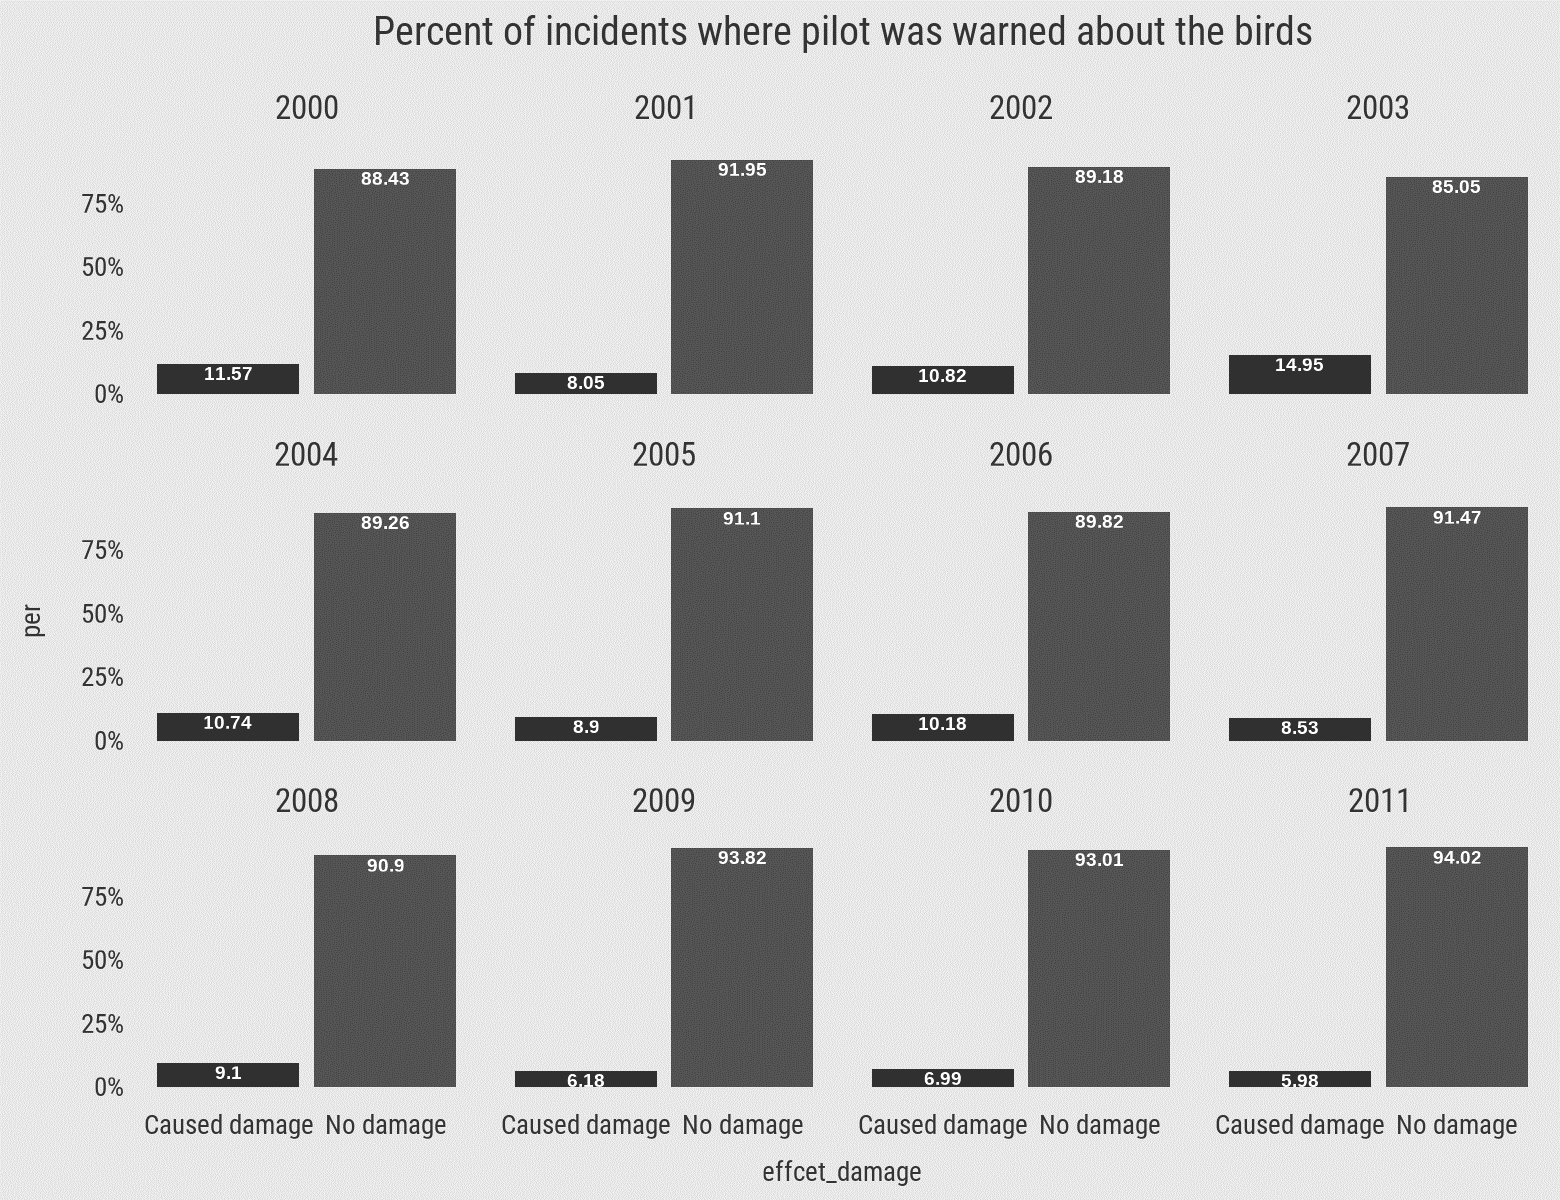 Percent of incidents where pilot was warned about the birds
2000 2001 2002 2003
88.43 91.95 89.18 85.05
75%
50%
25%
11.57 8.05 10.82 14.95
0%
2004 2005 2006 2007
89.26 91.1 89.82 91.47
75%
per
50%
25%
10.74 8.9 10.18 8.53
0%
2008 2009 2010 2011
90.9 93.82 93.01 94.02
75%
50%
25%
9.1 6.18 6.99 5.98
0%
Caused damage No damage Caused damage No damage Caused damage No damage Caused damage No damage
effcet_damage